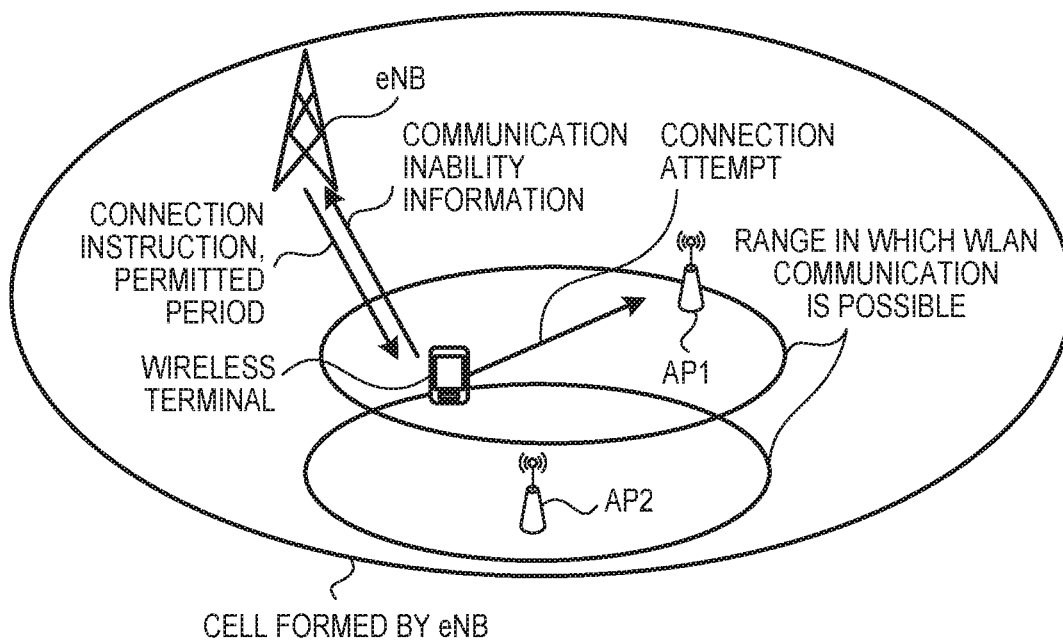 eNB
COMMUNICATION
INABILITY
INFORMATION
CONNECTION
ATTEMPT
CONNECTION
INSTRUCTION,
PERMITTED
PERIOD
RANGE IN WHICH WLAN
COMMUNICATION
IS POSSIBLE
WIRELESS
TERMINAL
AP1
AP2
CELL FORMED BY eNB